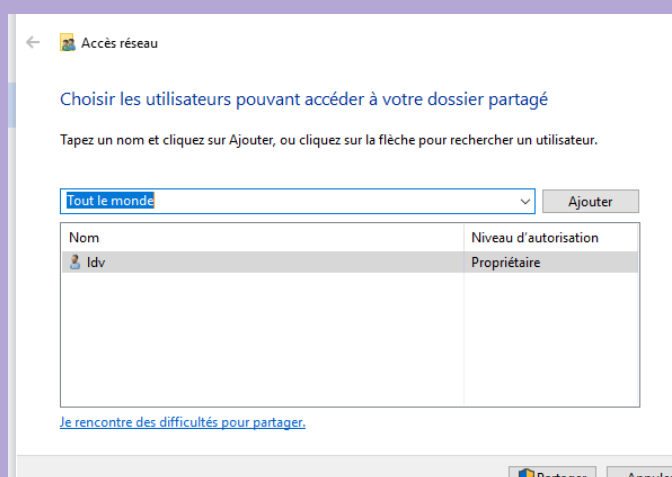 Accès réseau
Choisir les utilisateurs pouvant accéder à votre dossier partagé
Tapez un nom et cliquez sur Ajouter, ou cliquez sur la flèche pour rechercher un utilisateur.
Tout le monde Ajouter
Nom Niveau d'autorisation
ldv Propriétaire
Je rencontre des difficultés pour partager.
Partager Annuler